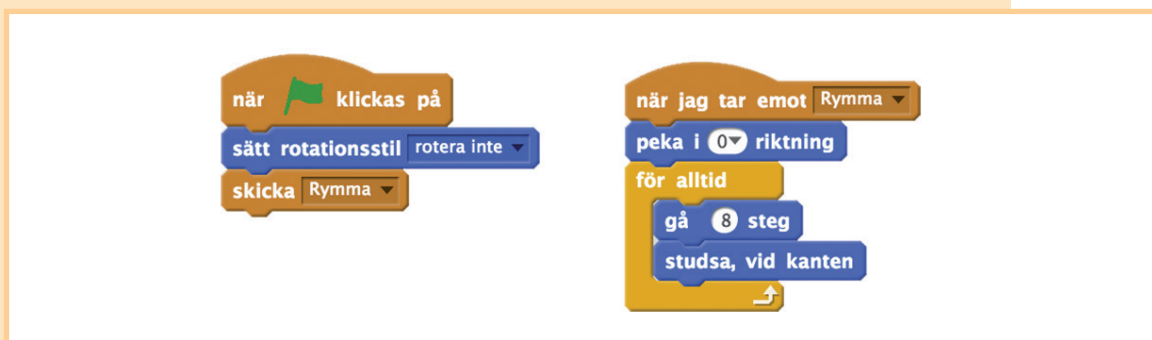 när klickas på
sätt rotationsstil rotera inte
skicka Rymma
när jag tar emot Rymma
peka i 0 riktning
för alltid
gå 8 steg
studsa, vid kanten